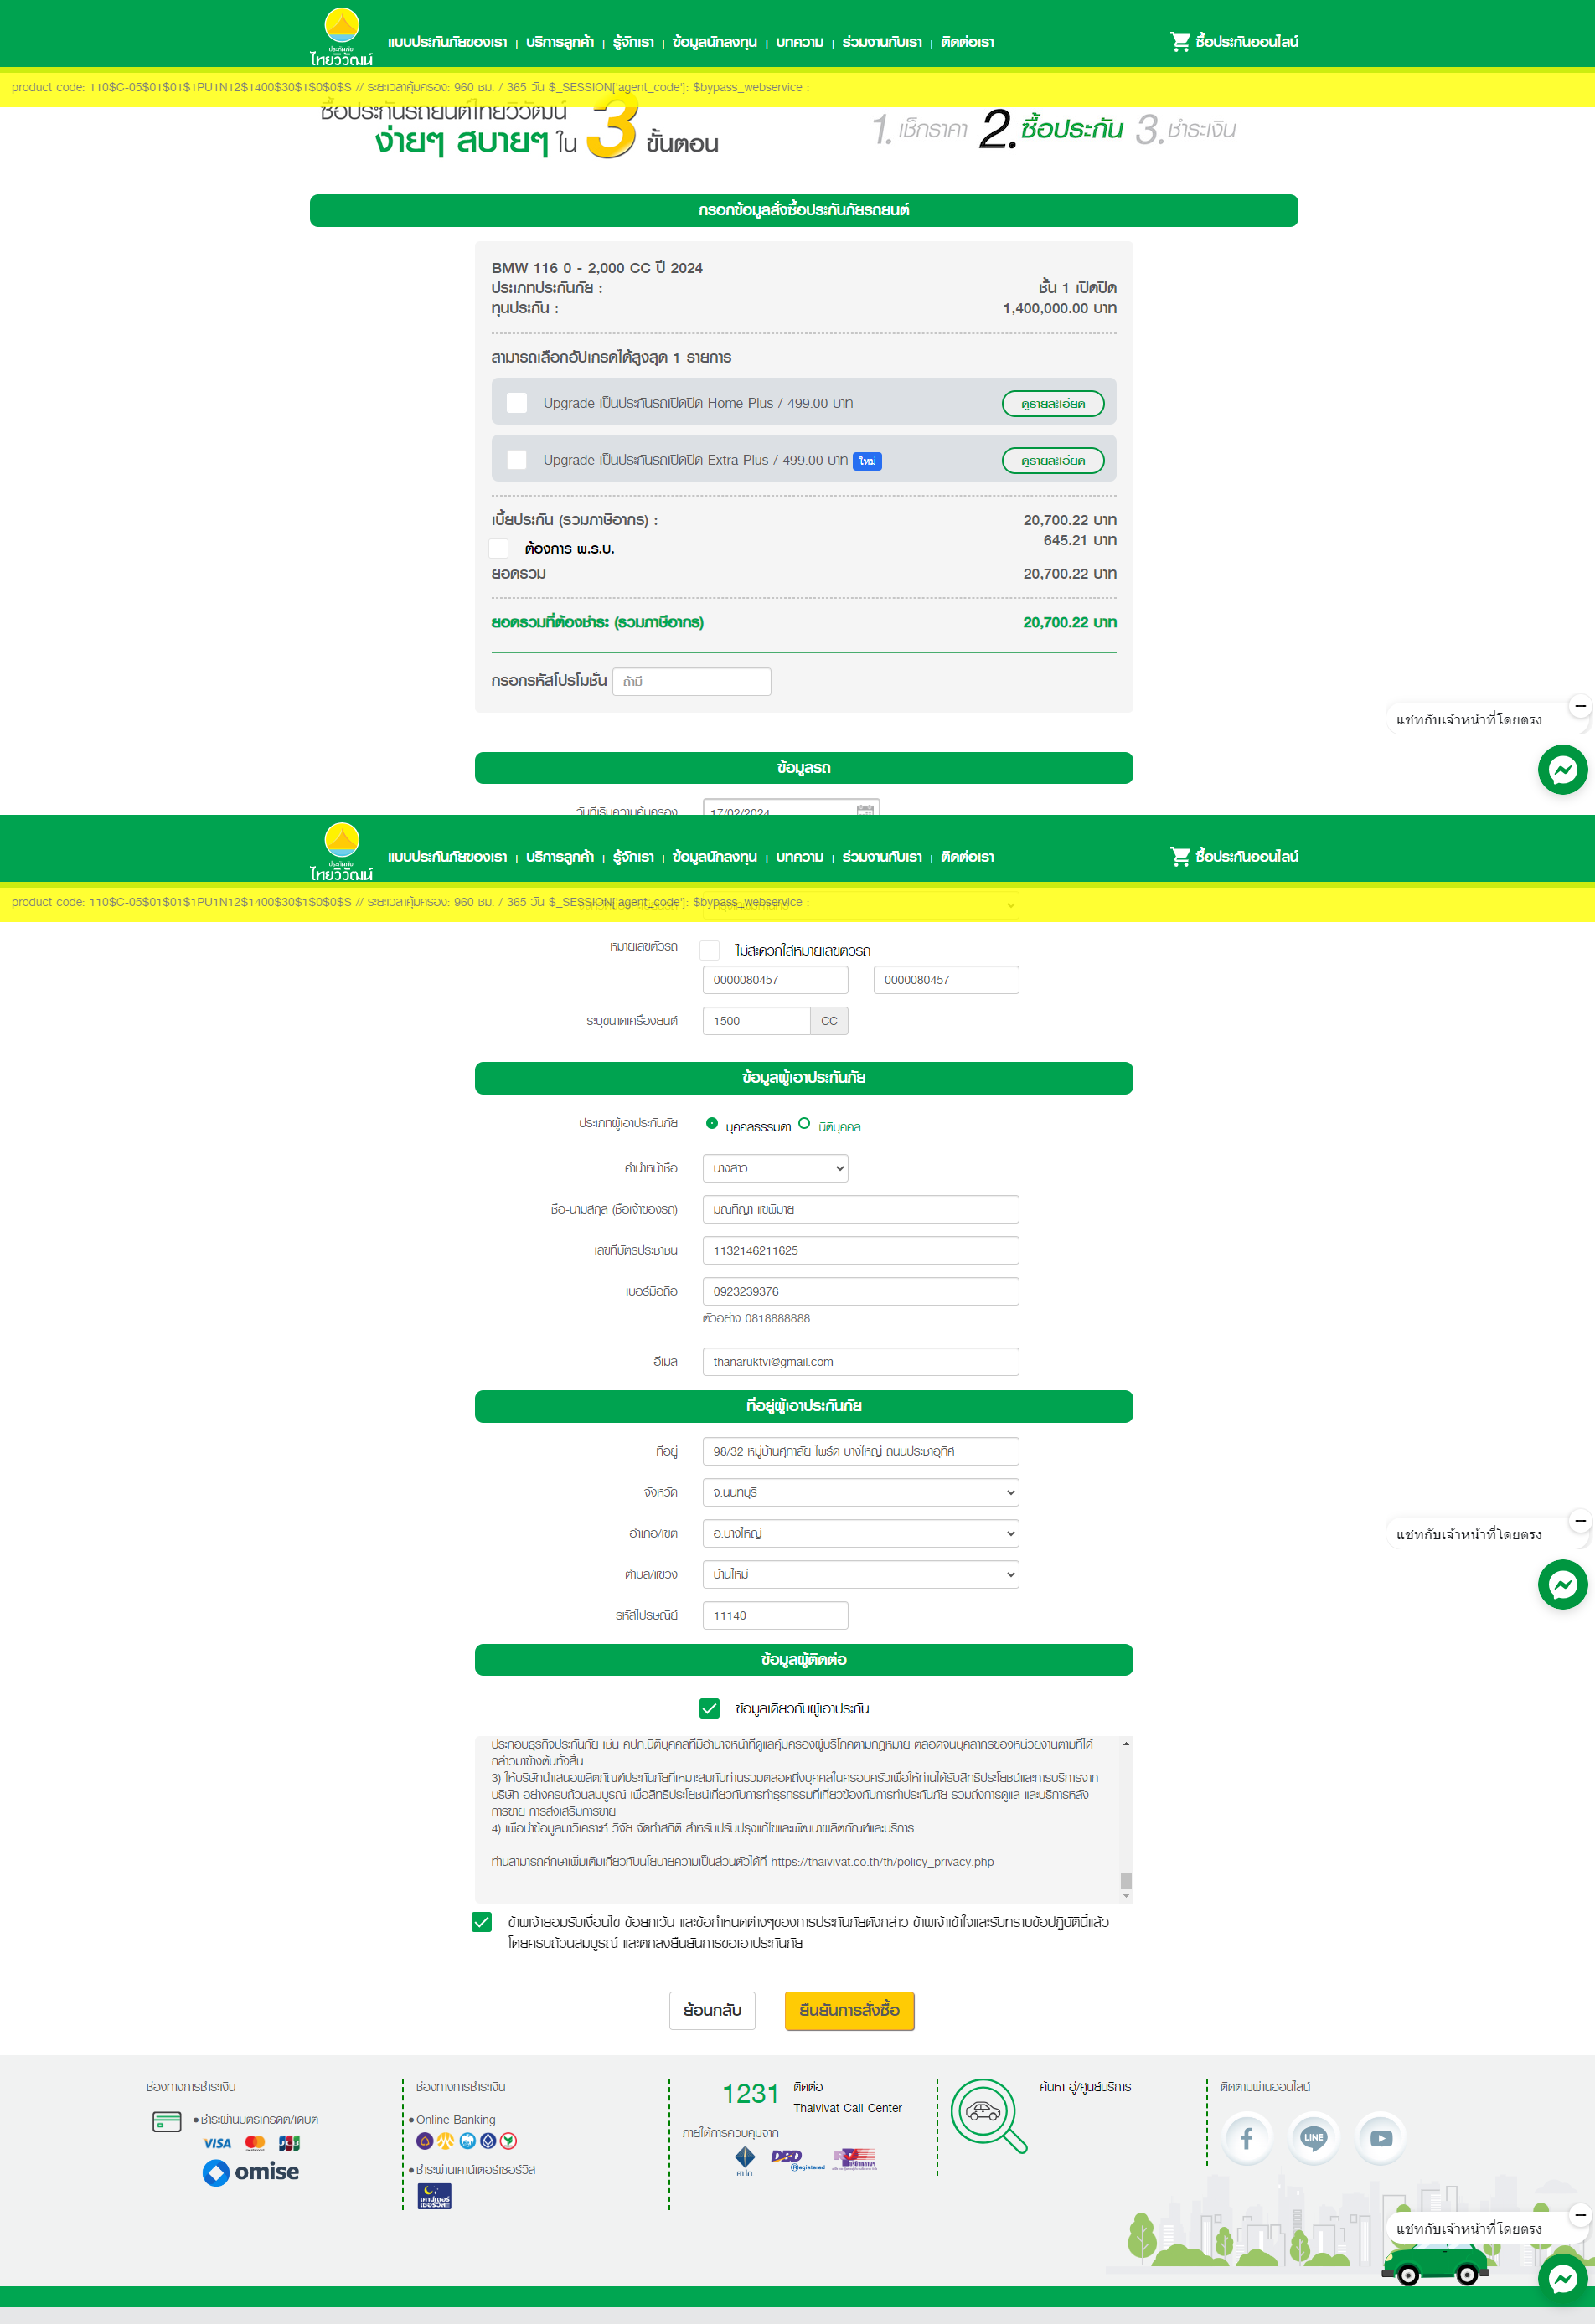 ประกันภัย
ไทยวิวัฒน์
แบบประกันภัยของเรา | บริการลูกค้า | รู้จักเรา | ข้อมูลนักลงทุน | บทความ | ร่วมงานกับเรา | ติดต่อเรา
ซื้อประกันออนไลน์
product code: 110$C-05$01$01$1PU1N12$1400$30$1$0$0$S // ระยะเวลาคุ้มครอง: 960 ชม. / 365 วัน $_SESSION['agent_code']: $bypass_webservice :
ซื้อประกันรถยนต์ไทยวิวัฒน์
ง่ายๆ สบายๆ ใน 3 ขั้นตอน
1. เช็กราคา 2. ซื้อประกัน 3. ชำระเงิน
กรอกข้อมูลสั่งซื้อประกันภัยรถยนต์
BMW 116 0 - 2,000 CC ปี 2024
ประเภทประกันภัย : ชั้น 1 เปิดปิด
ทุนประกัน : 1,400,000.00 บาท
สามารถเลือกอัปเกรดได้สูงสุด 1 รายการ
Upgrade เป็นประกันรถเปิดปิด Home Plus / 499.00 บาท ดูรายละเอียด
Upgrade เป็นประกันรถเปิดปิด Extra Plus / 499.00 บาท ใหม่ ดูรายละเอียด
เบี้ยประกัน (รวมภาษีอากร) : 20,700.22 บาท
645.21 บาท
ต้องการ พ.ร.บ.
ยอดรวม 20,700.22 บาท
ยอดรวมที่ต้องชำระ (รวมภาษีอากร) 20,700.22 บาท
กรอกรหัสโปรโมชั่น ถ้ามี
แชทกับเจ้าหน้าที่โดยตรง
ข้อมูลรถ
วันที่เริ่มความคุ้มครอง 17/02/2024
ประกันภัย
ไทยวิวัฒน์
แบบประกันภัยของเรา | บริการลูกค้า | รู้จักเรา | ข้อมูลนักลงทุน | บทความ | ร่วมงานกับเรา | ติดต่อเรา
ซื้อประกันออนไลน์
product code: 110$C-05$01$01$1PU1N12$1400$30$1$0$0$S // ระยะเวลาคุ้มครอง: 960 ชม. / 365 วัน $_SESSION['agent_code']: $bypass_webservice :
หมายเลขตัวรถ ไม่สะดวกใส่หมายเลขตัวรถ
0000080457 0000080457
ระบุขนาดเครื่องยนต์ 1500 CC
ข้อมูลผู้เอาประกันภัย
ประเภทผู้เอาประกันภัย บุคคลธรรมดา นิติบุคคล
คำนำหน้าชื่อ นางสาว
ชื่อ-นามสกุล (ชื่อเจ้าของรถ) มณฑิญา แขพิมาย
เลขที่บัตรประชาชน 1132146211625
เบอร์มือถือ 0923239376
ตัวอย่าง 0818888888
อีเมล thanaruktvi@gmail.com
ที่อยู่ผู้เอาประกันภัย
ที่อยู่ 98/32 หมู่บ้านศุภาลัย ไพร์ด บางใหญ่ ถนนประชาอุทิศ
จังหวัด จ.นนทบุรี
อำเภอ/เขต อ.บางใหญ่
แชทกับเจ้าหน้าที่โดยตรง
ตำบล/แขวง บ้านใหม่
รหัสไปรษณีย์ 11140
ข้อมูลผู้ติดต่อ
ข้อมูลเดียวกับผู้เอาประกัน
ประกอบธุรกิจประกันภัย เช่น คปภ.นิติบุคคลที่มีอำนาจหน้าที่ดูแลคุ้มครองผู้บริโภคตามกฎหมาย ตลอดจนบุคลากรของหน่วยงานตามที่ได้
กล่าวมาข้างต้นทั้งสิ้น
3) ให้บริษัทนำเสนอผลิตภัณฑ์ประกันภัยที่เหมาะสมกับท่านรวมตลอดถึงบุคคลในครอบครัวเพื่อให้ท่านได้รับสิทธิประโยชน์และการบริการจาก
บริษัท อย่างครบถ้วนสมบูรณ์ เพื่อสิทธิประโยชน์เกี่ยวกับการทำธุรกรรมที่เกี่ยวข้องกับการทำประกันภัย รวมถึงการดูแล และบริการหลัง
การขาย การส่งเสริมการขาย
4) เพื่อนำข้อมูลมาวิเคราะห์ วิจัย จัดทำสถิติ สำหรับปรับปรุงแก้ไขและพัฒนาผลิตภัณฑ์และบริการ
ท่านสามารถศึกษาเพิ่มเติมเกี่ยวกับนโยบายความเป็นส่วนตัวได้ที่ https://thaivivat.co.th/th/policy_privacy.php
ข้าพเจ้ายอมรับเงื่อนไข ข้อยกเว้น และข้อกำหนดต่างๆของการประกันภัยดังกล่าว ข้าพเจ้าเข้าใจและรับทราบข้อปฏิบัตินี้แล้ว
โดยครบถ้วนสมบูรณ์ และตกลงยืนยันการขอเอาประกันภัย
ย้อนกลับ ยืนยันการสั่งซื้อ
ช่องทางการชำระเงิน
ชำระผ่านบัตรเครดิต/เดบิต
VISA
JCB
omise
ช่องทางการชำระเงิน
Online Banking
ชำระผ่านเคาน์เตอร์เซอร์วิส
เคาน์เตอร์
เซอร์วิส
1231 ติดต่อ
Thaivivat Call Center
ภายใต้การควบคุมจาก
คปภ
DBD
Registered
ค้นหา อู่/ศูนย์บริการ
ติดตามผ่านออนไลน์
LINE
แชทกับเจ้าหน้าที่โดยตรง